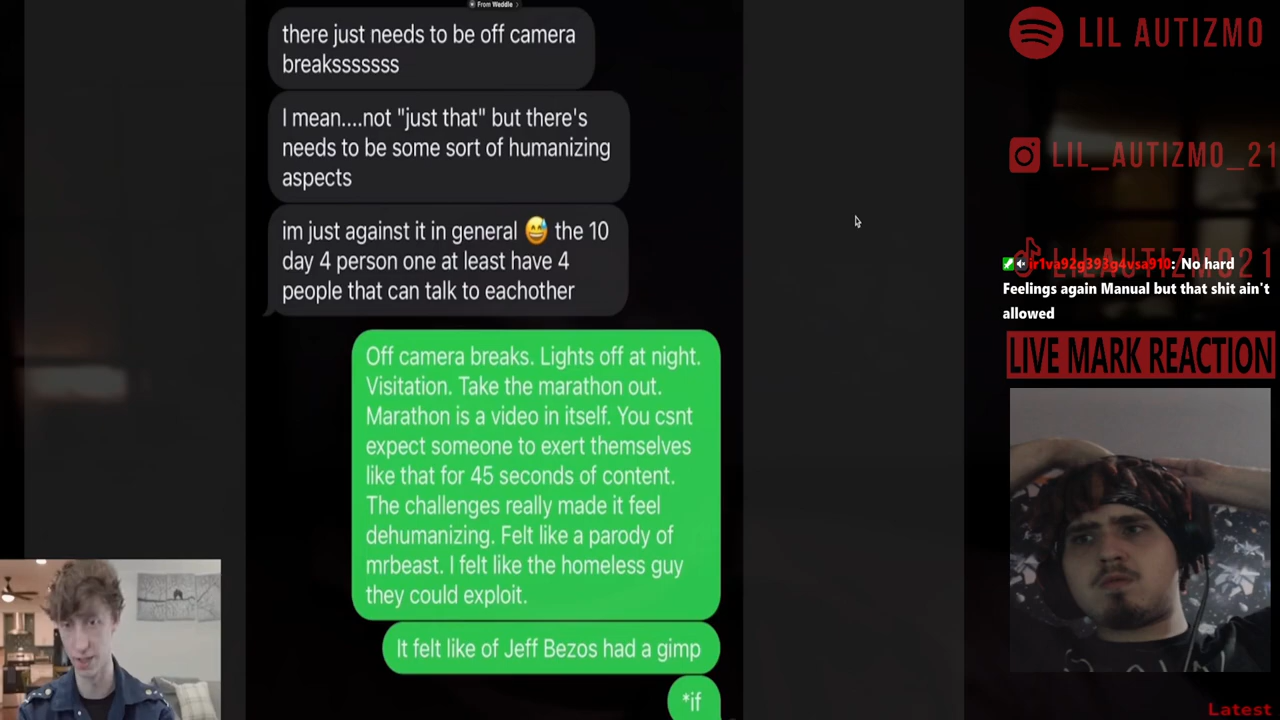 From Weddle
there just needs to be off camera
breaksssssss
I mean....not "just that" but there's
needs to be some sort of humanizing
aspects
im just against it in general 😅 the 10
day 4 person one at least have 4
people that can talk to eachother
Off camera breaks. Lights off at night.
Visitation. Take the marathon out.
Marathon is a video in itself. You csnt
expect someone to exert themselves
like that for 45 seconds of content.
The challenges really made it feel
dehumanizing. Felt like a parody of
mrbeast. I felt like the homeless guy
they could exploit.
It felt like of Jeff Bezos had a gimp
*if
LIL AUTIZMO
LIL_AUTIZMO_21
LILAUTIZMO21
ir1va92g393g4vsa910: No hard
Feelings again Manual but that shit ain't
allowed
LIVE MARK REACTION
Latest